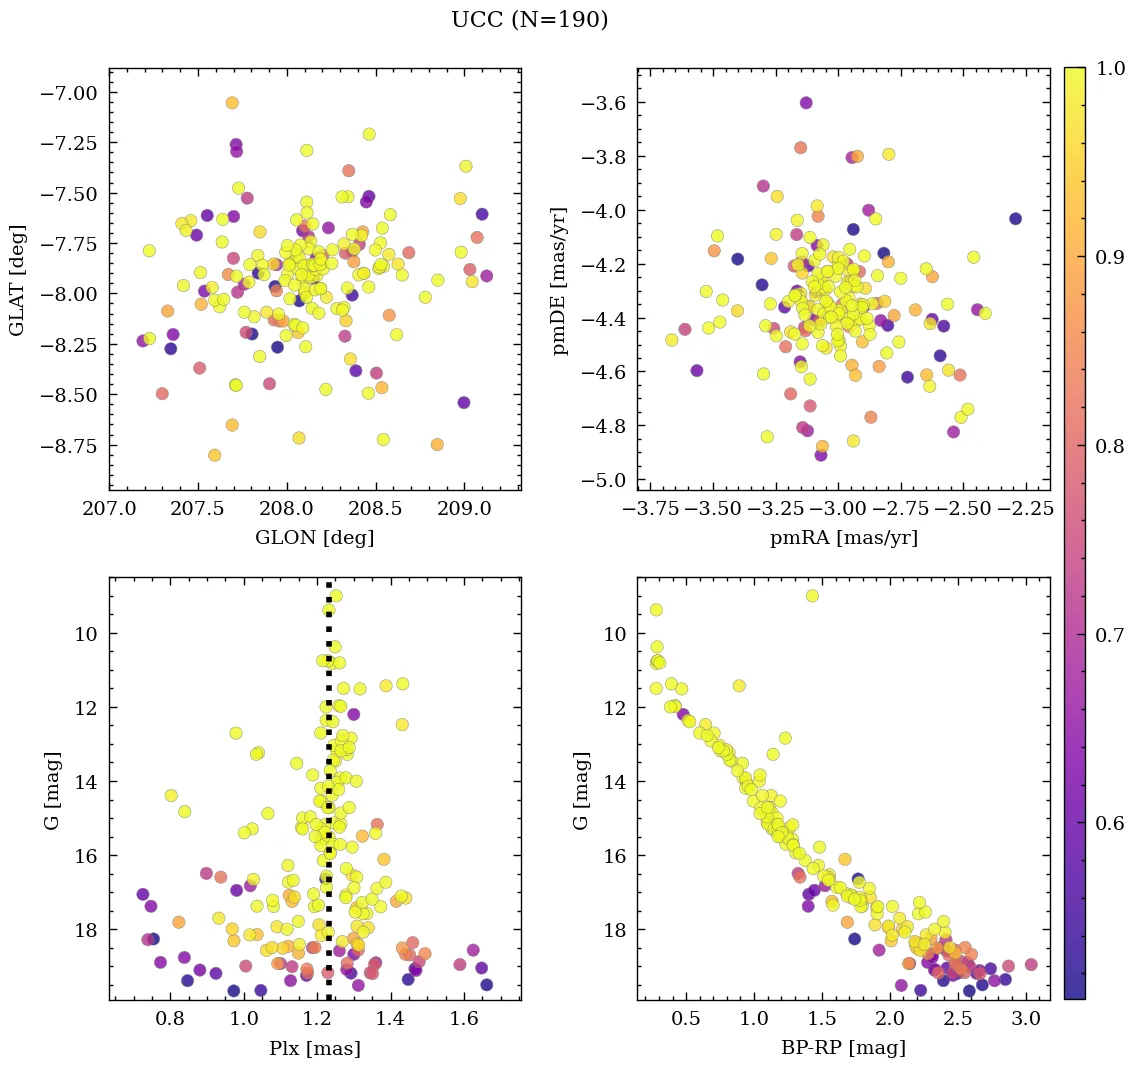 UCC (N=190)
−7.00
−7.25
−7.50
−7.75
−8.00
−8.25
−8.50
−8.75
GLAT [deg]
207.0 207.5 208.0 208.5 209.0
GLON [deg]
−3.6
−3.8
−4.0
−4.2
−4.4
−4.6
−4.8
−5.0
pmDE [mas/yr]
−3.75 −3.50 −3.25 −3.00 −2.75 −2.50 −2.25
pmRA [mas/yr]
10
12
14
16
18
G [mag]
0.8 1.0 1.2 1.4 1.6
Plx [mas]
10
12
14
16
18
G [mag]
0.5 1.0 1.5 2.0 2.5 3.0
BP-RP [mag]
1.0
0.9
0.8
0.7
0.6